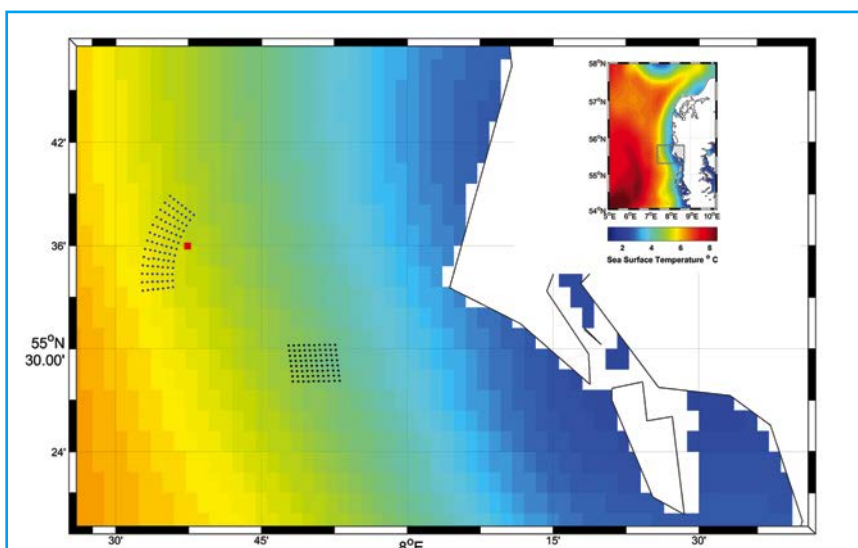 58°N
57°N
56°N
55°N
54°N
5°E 6°E 7°E 8°E 9°E 10°E
2 4 6 8
Sea Surface Temperature °C
42'
36'
55°N
30.00'
24'
30' 45' 8°E 15' 30'